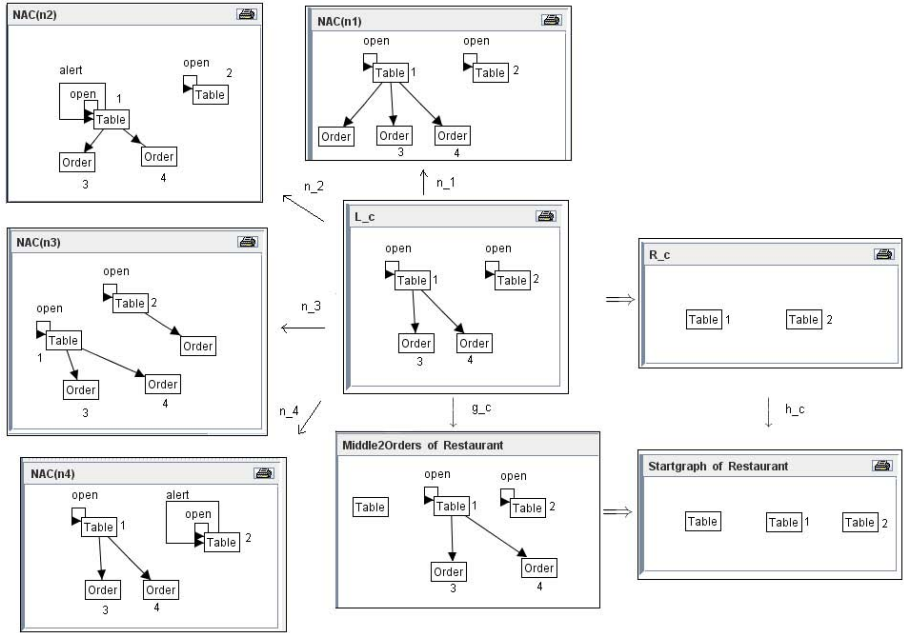 NAC(n2)
alert
open
1
Table
open
2
Table
Order
3
Order
4
NAC(n1)
open
Table 1
open
Table 2
Order
Order
3
Order
4
n_2
n_1
L_c
open
Table 1
open
Table 2
Order
3
Order
4
NAC(n3)
open
Table 2
open
Table
1
Order
Order
3
Order
4
n_3
R_c
Table 1
Table 2
n_4
g_c
h_c
NAC(n4)
open
Table 1
alert
open
Table 2
Order
3
Order
4
Middle2Orders of Restaurant
Table
open
Table 1
open
Table 2
Order
3
Order
4
Startgraph of Restaurant
Table
Table 1
Table 2